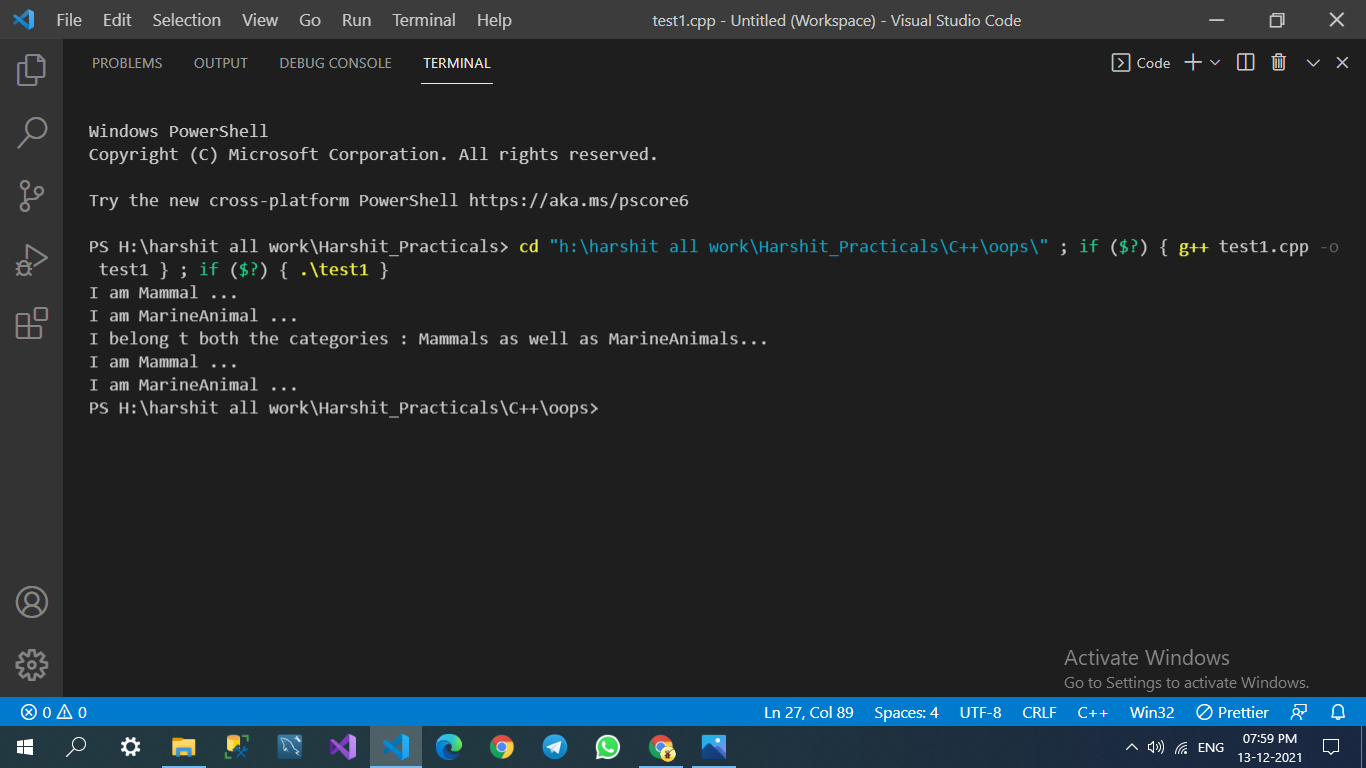 File Edit Selection View Go Run Terminal Help test1.cpp - Untitled (Workspace) - Visual Studio Code
PROBLEMS OUTPUT DEBUG CONSOLE TERMINAL Code
Windows PowerShell
Copyright (C) Microsoft Corporation. All rights reserved.
Try the new cross-platform PowerShell https://aka.ms/pscore6
PS H:\harshit all work\Harshit_Practicals> cd "h:\harshit all work\Harshit_Practicals\C++\oops\" ; if ($?) { g++ test1.cpp -o
test1 } ; if ($?) { .\test1 }
I am Mammal ...
I am MarineAnimal ...
I belong t both the categories : Mammals as well as MarineAnimals...
I am Mammal ...
I am MarineAnimal ...
PS H:\harshit all work\Harshit_Practicals\C++\oops>
Activate Windows
Go to Settings to activate Windows.
0 0 Ln 27, Col 89 Spaces: 4 UTF-8 CRLF C++ Win32 Prettier
ENG 07:59 PM
13-12-2021